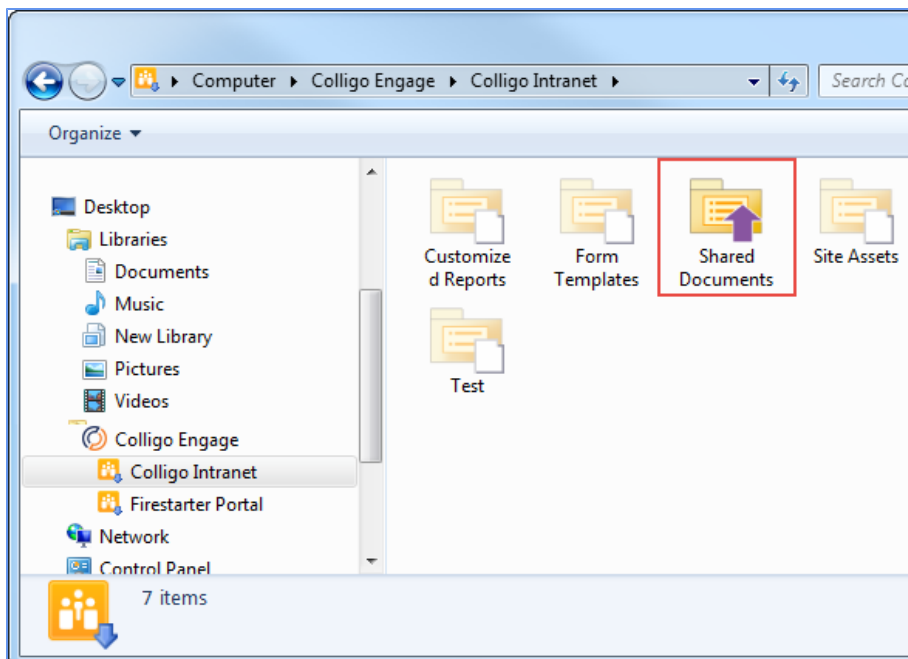 Computer Colligo Engage Colligo Intranet Search Co
Organize
Desktop
Libraries
Documents
Music
New Library
Pictures
Videos
Colligo Engage
Colligo Intranet
Firestarter Portal
Network
Control Panel
Customize
d Reports
Form
Templates
Shared
Documents
Site Assets
Test
7 items